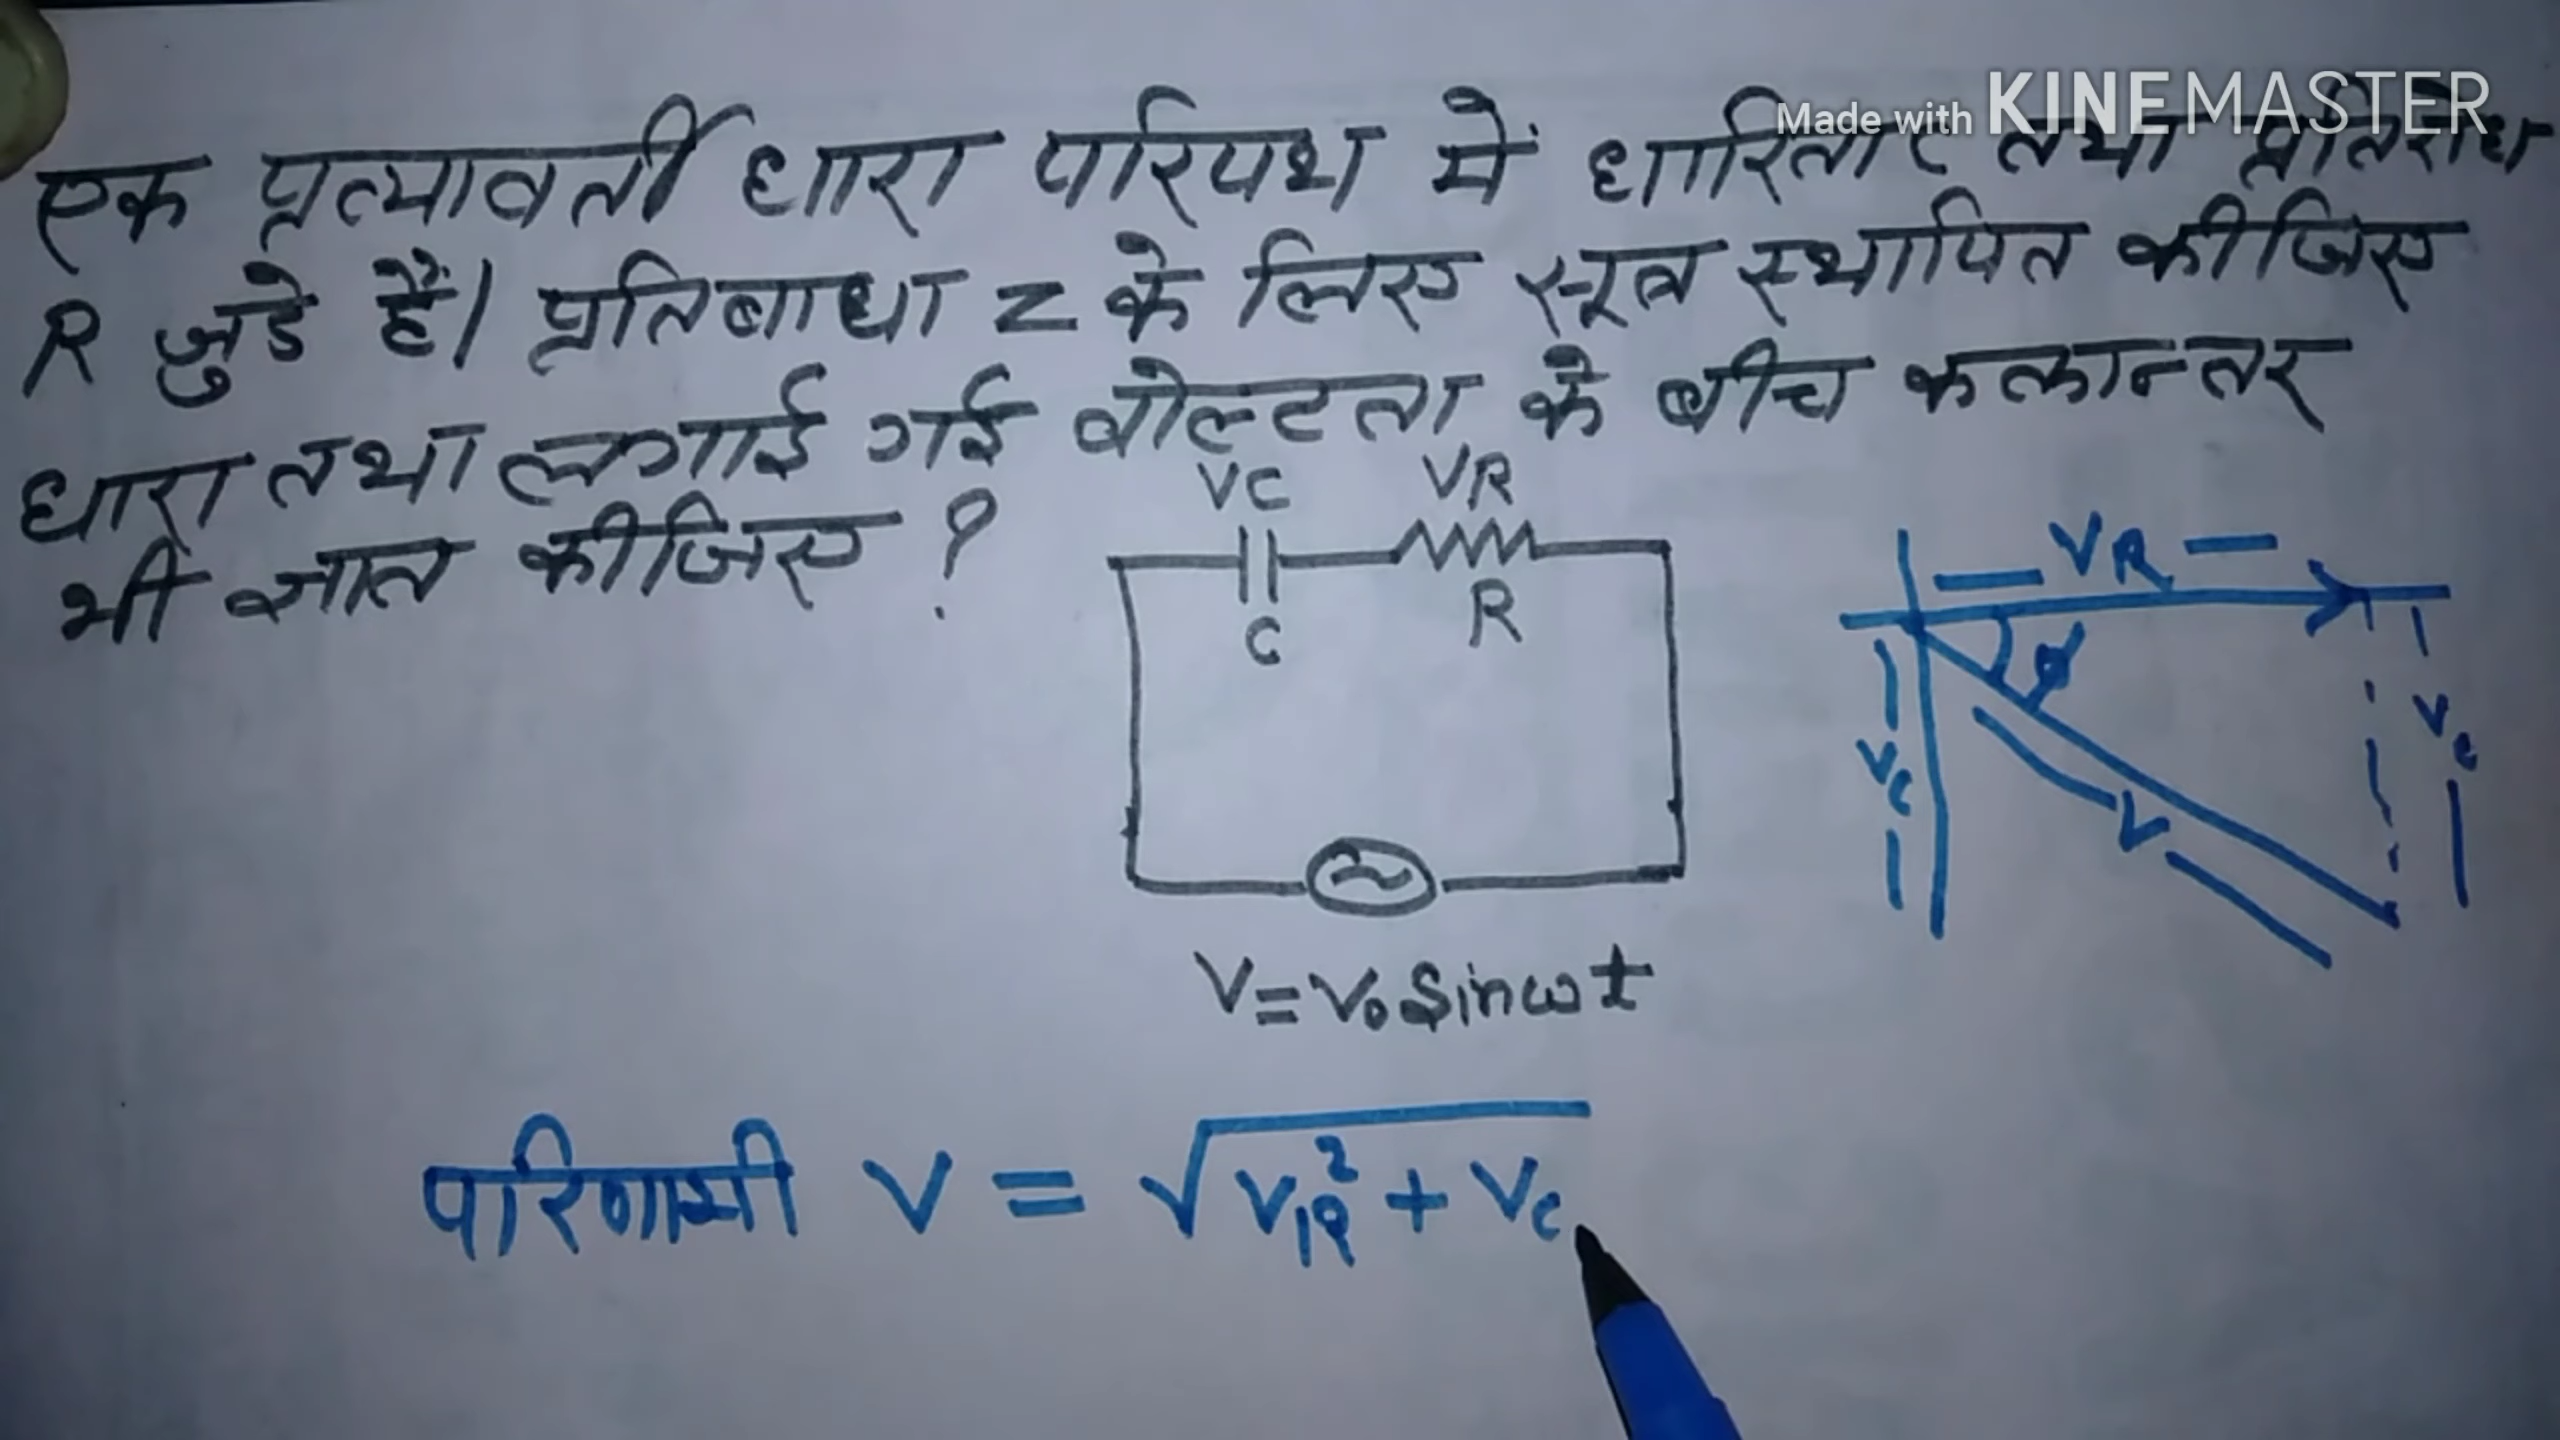 Made with KINEMASTER
एक प्रत्यावर्ती धारा परिपथ में धारिता C तथा प्रतिरोध
R जुडे हैं। प्रतिबाधा Z के लिए सूत्र स्थापित कीजिए
धारा तथा लगाई गई वोल्टता के बीच कलान्तर
भी ज्ञात कीजिए ?
VC VR
C R
V=V₀ Sinωt
VR
ϕ
Vc
V
Vc
परिणामी V = √VR² + Vc